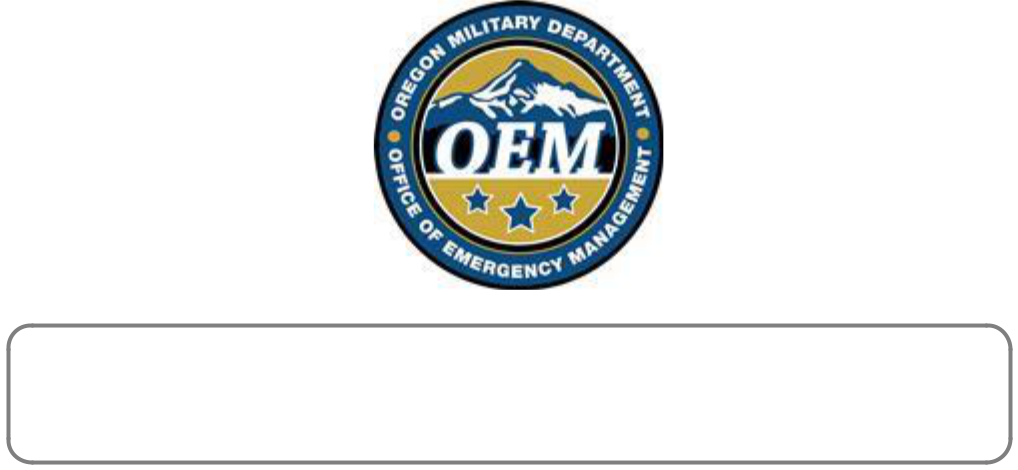 OREGON MILITARY DEPARTMENT
OEM
OFFICE OF EMERGENCY MANAGEMENT